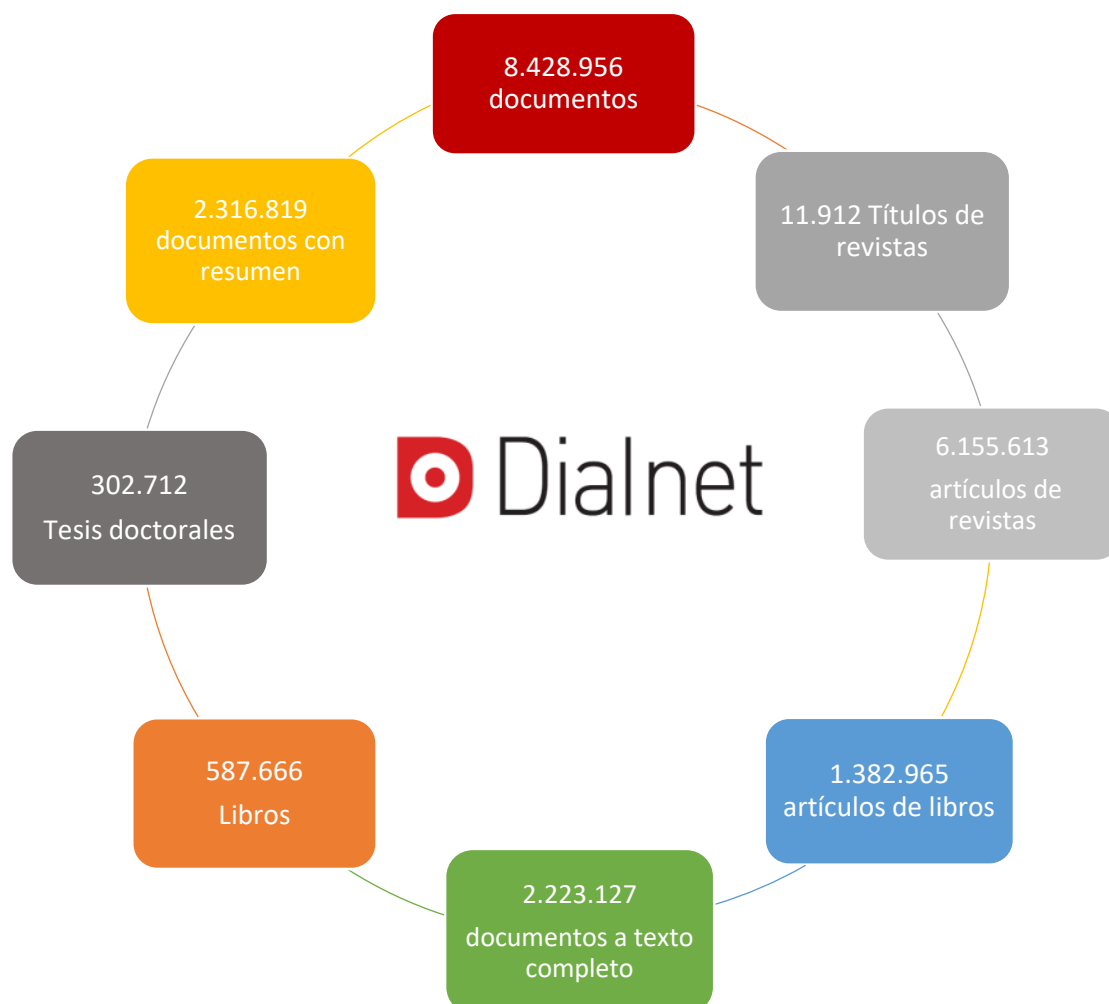 8.428.956
documentos
11.912 Títulos de
revistas
6.155.613
artículos de
revistas
1.382.965
artículos de libros
2.223.127
documentos a texto
completo
587.666
Libros
302.712
Tesis doctorales
2.316.819
documentos con
resumen
Dialnet